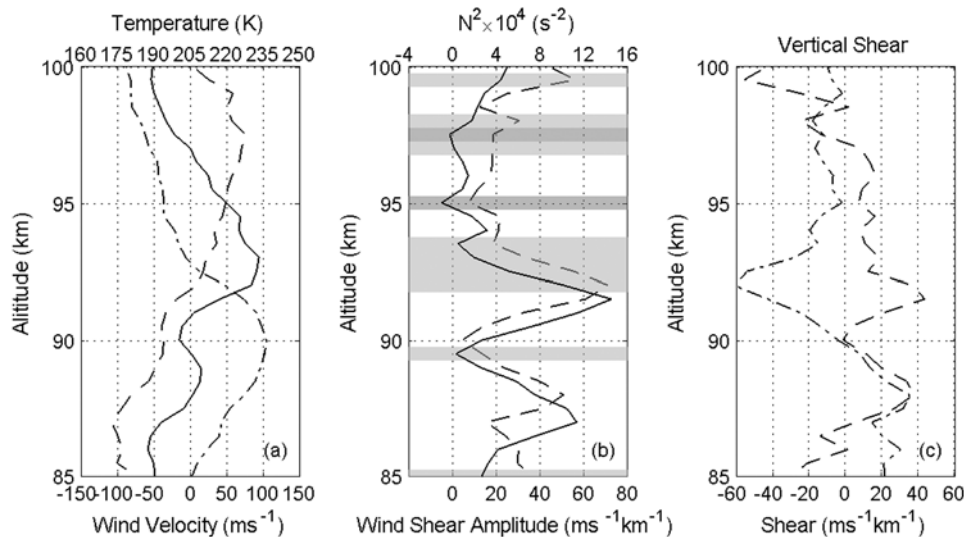 Temperature (K)
160 175 190 205 220 235 250
100
95
90
85
Alitude (km)
-150 -100 -50 0 50 100 150
Wind Velocity (ms-1)
(a)
N2×104 (s-2)
-4 0 4 8 12 16
100
95
90
85
Altitude (km)
0 20 40 60 80
Wind Shear Amplitude (ms-1km-1)
(b)
Vertical Shear
100
95
90
85
Altitude (km)
-60 -40 -20 0 20 40 60
Shear (ms-1km-1)
(c)